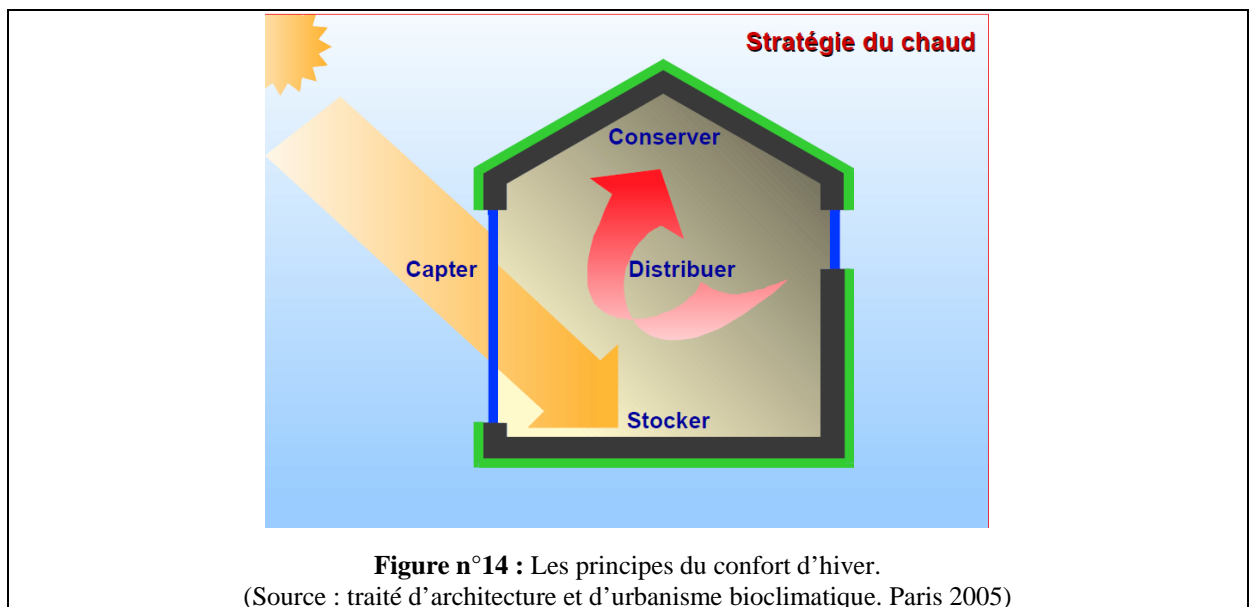 Stratégie du chaud
Conserver
Capter
Distribuer
Stocker
Figure n°14 : Les principes du confort d'hiver.
(Source : traité d'architecture et d'urbanisme bioclimatique. Paris 2005)